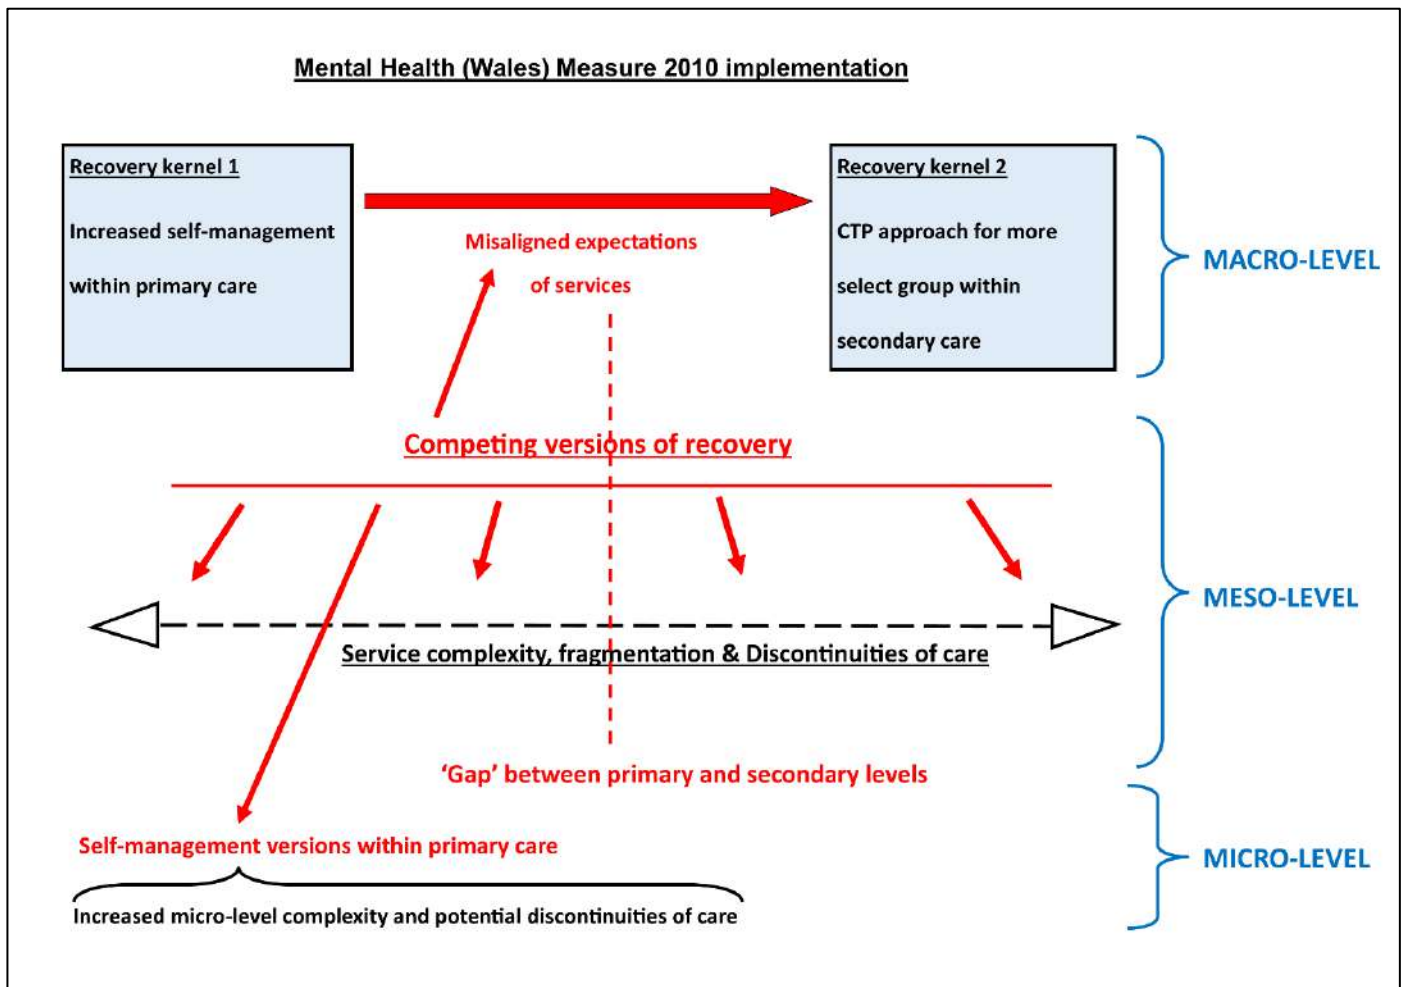 Mental Health (Wales) Measure 2010 implementation
Recovery kernel 1
Increased self-management
within primary care
Misaligned expectations
of services
Recovery kernel 2
CTP approach for more
select group within
secondary care
MACRO-LEVEL
Competing versions of recovery
MESO-LEVEL
Service complexity, fragmentation & Discontinuities of care
‘Gap’ between primary and secondary levels
Self-management versions within primary care
MICRO-LEVEL
Increased micro-level complexity and potential discontinuities of care